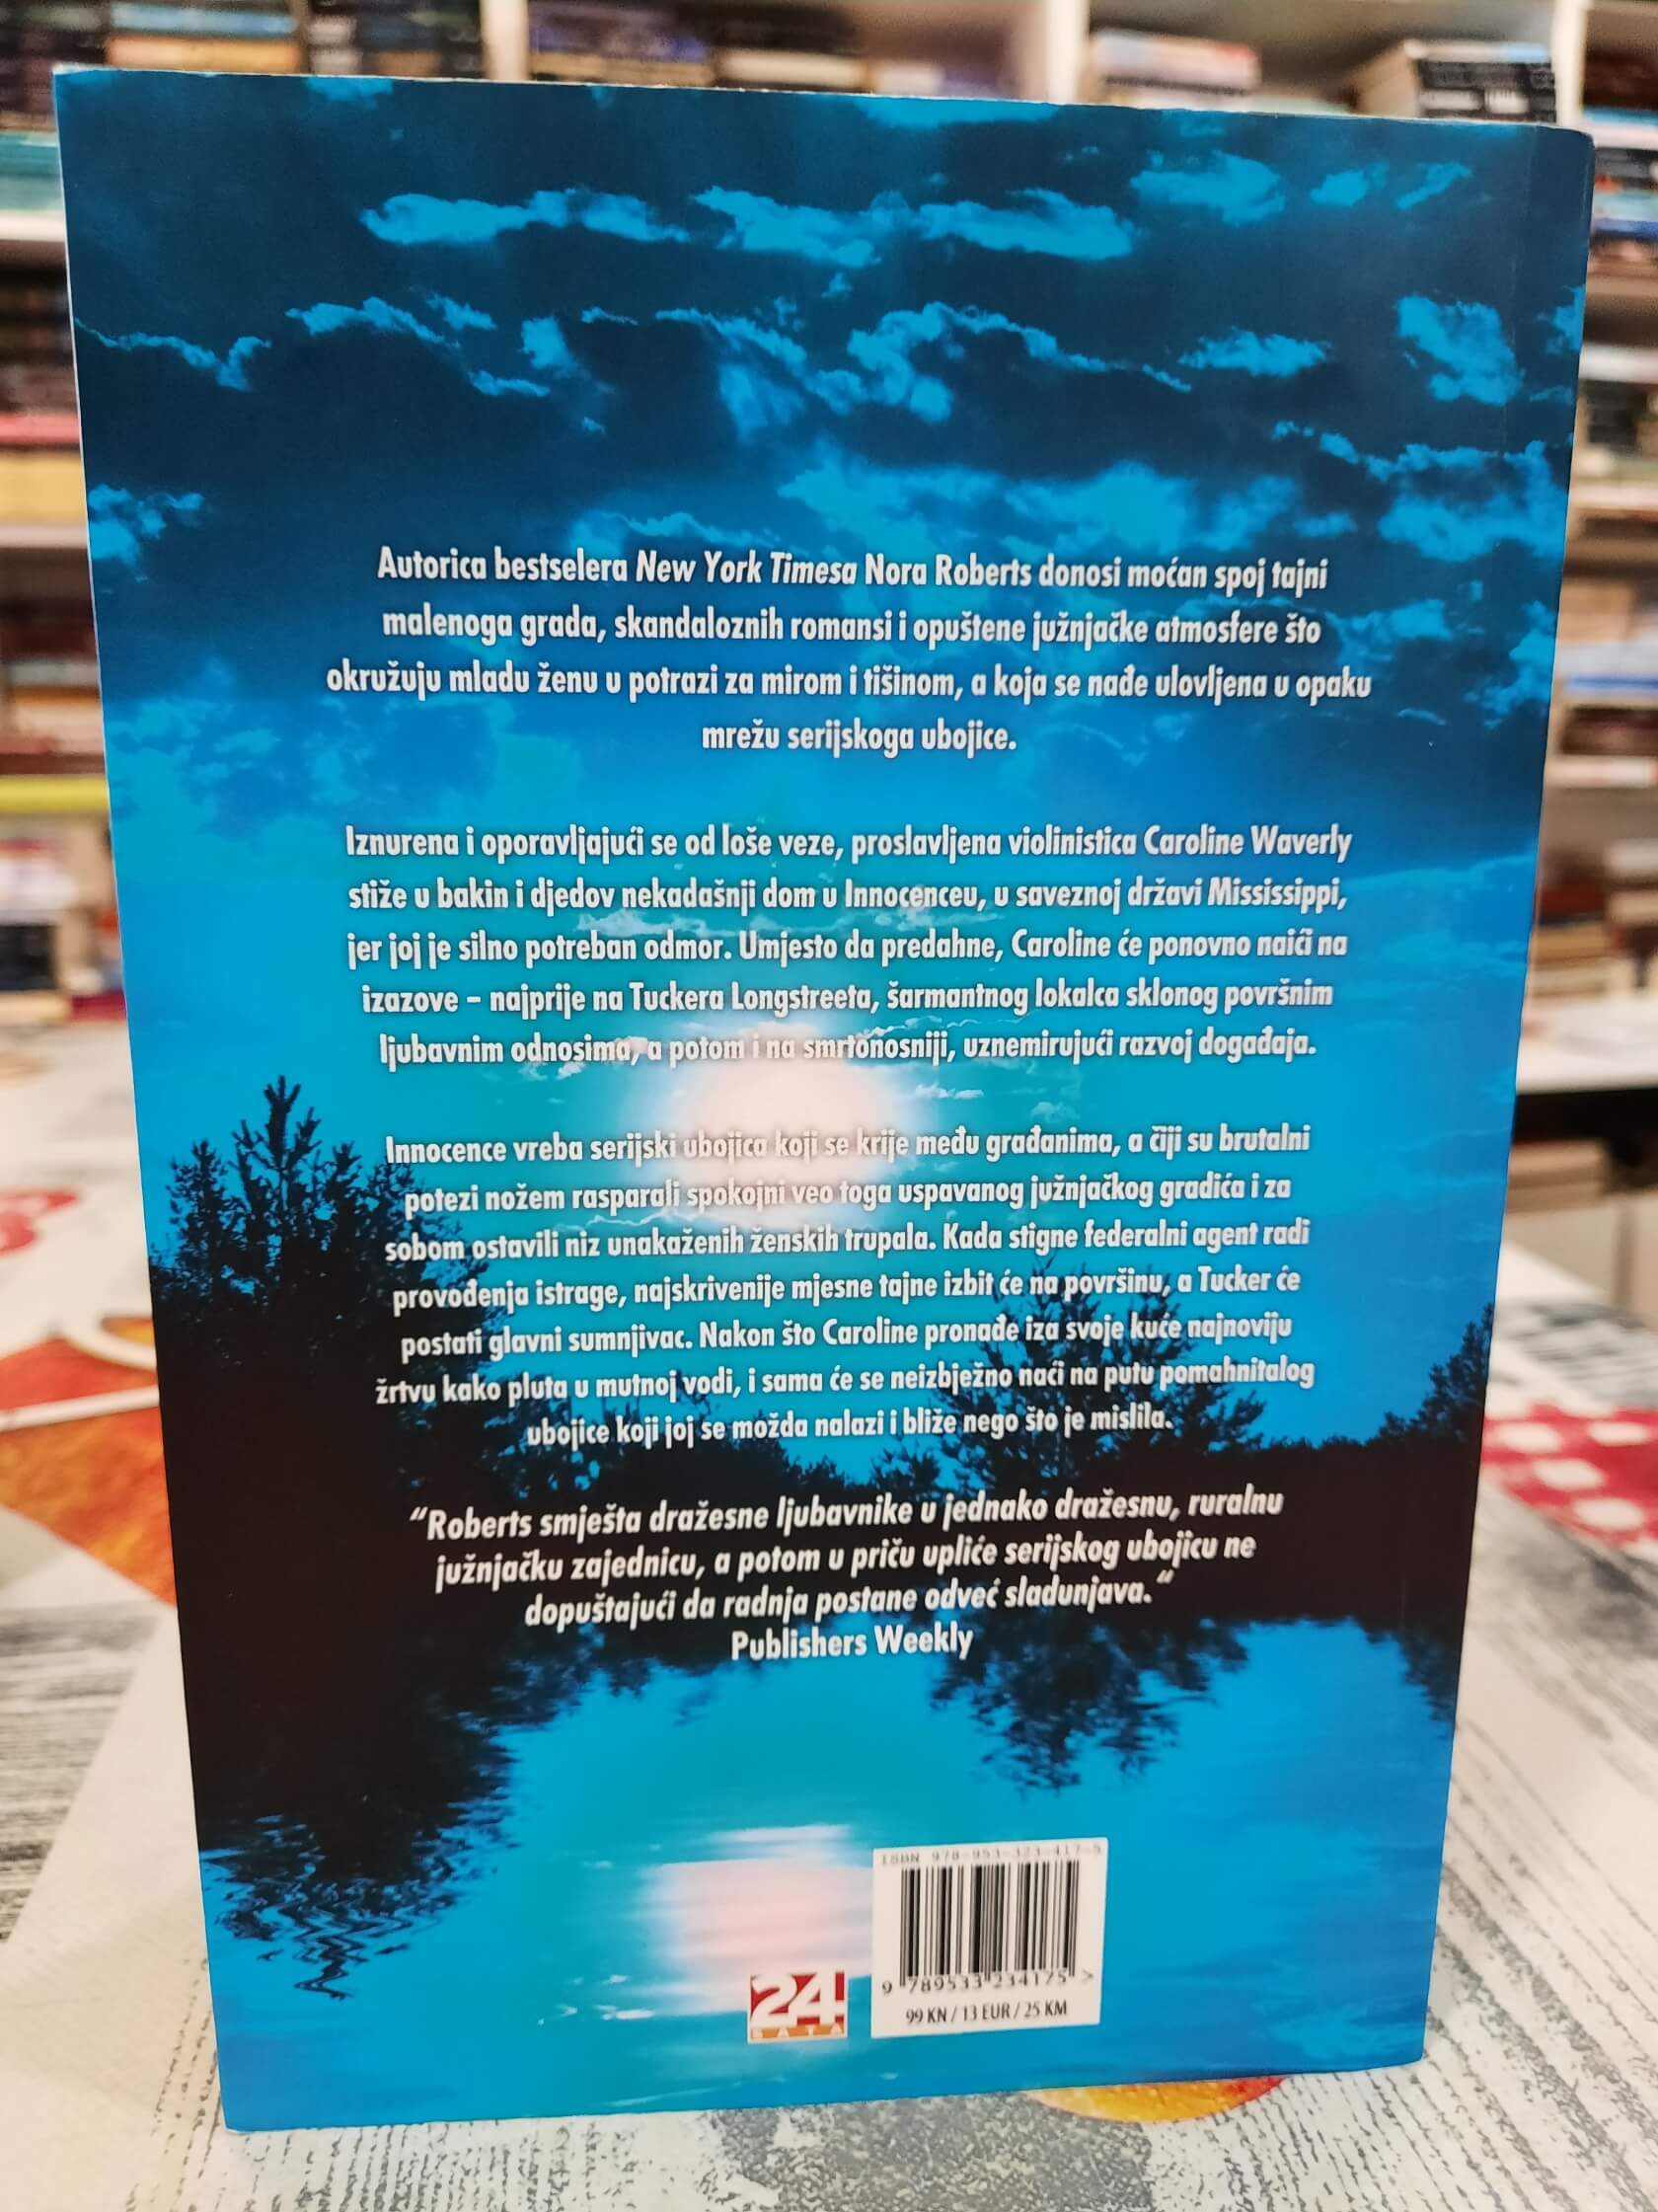 Autorica bestselera New York Timesa Nora Roberts donosi moćan spoj tajni
malenoga grada, skandaloznih romansi i opuštene južnjačke atmosfere što
okružuju mladu ženu u potrazi za mirom i tišinom, a koja se nađe ulovljena u opaku
mrežu serijskoga ubojice.
Iznurena i oporavljajući se od loše veze, proslavljena violinistica Caroline Waverly
stiže u bakin i djedov nekadašnji dom u Innocenceu, u saveznoj državi Mississippi,
jer joj je silno potreban odmor. Umjesto da predahne, Caroline će ponovno naići na
izazove – najprije na Tuckera Longstreeta, šarmantnog lokalca sklonog površnim
ljubavnim odnosima, a potom i na smrtonosniji, uznemirujući razvoj događaja.
Innocence vreba serijski ubojica koji se krije među građanima, a čiji su brutalni
potezi nožem rasparali spokojni veo toga uspavanog južnjačkog gradića i za
sobom ostavili niz unakaženih ženskih trupala. Kada stigne federalni agent radi
provođenja istrage, najskrivenije mjesne tajne izbit će na površinu, a Tucker će
postati glavni sumnjivac. Nakon što Caroline pronađe iza svoje kuće najnoviju
žrtvu kako pluta u mutnoj vodi, i sama će se neizbježno naći na putu pomahnitalog
ubojice koji joj se možda nalazi i bliže nego što je mislila.
“Roberts smješta dražesne ljubavnike u jednako dražesnu, ruralnu
južnjačku zajednicu, a potom u priču upliće serijskog ubojicu ne
dopuštajući da radnja postane odveć sladunjava.“
Publishers Weekly
ISBN 978-953-323-417-5
9 789533 234175 >
24
SATA
99 KN / 13 EUR / 25 KM